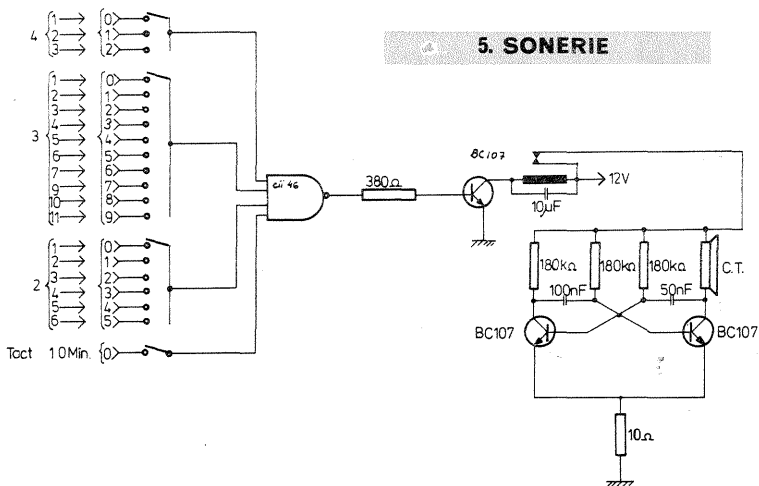 5. SONERIE
4
1 0
2 1
3 2
3
1 0
2 1
3 2
4 3
5 4
6 5
7 6
9 7
10 8
11 9
2
1 0
2 1
3 2
4 3
5 4
6 5
Tact 10Min. 0
cii 46
380Ω
BC107
10µF
12V
180kΩ
180kΩ
180kΩ
C.T.
100nF
50nF
BC107
BC107
10Ω